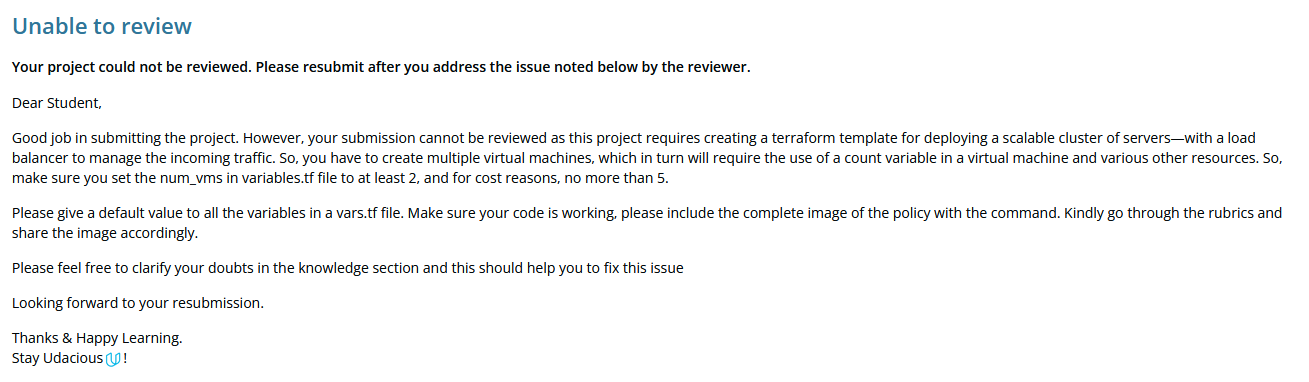 Unable to review
Your project could not be reviewed. Please resubmit after you address the issue noted below by the reviewer.
Dear Student,
Good job in submitting the project. However, your submission cannot be reviewed as this project requires creating a terraform template for deploying a scalable cluster of servers—with a load
balancer to manage the incoming traffic. So, you have to create multiple virtual machines, which in turn will require the use of a count variable in a virtual machine and various other resources. So,
make sure you set the num_vms in variables.tf file to at least 2, and for cost reasons, no more than 5.
Please give a default value to all the variables in a vars.tf file. Make sure your code is working, please include the complete image of the policy with the command. Kindly go through the rubrics and
share the image accordingly.
Please feel free to clarify your doubts in the knowledge section and this should help you to fix this issue
Looking forward to your resubmission.
Thanks & Happy Learning.
Stay Udacious !